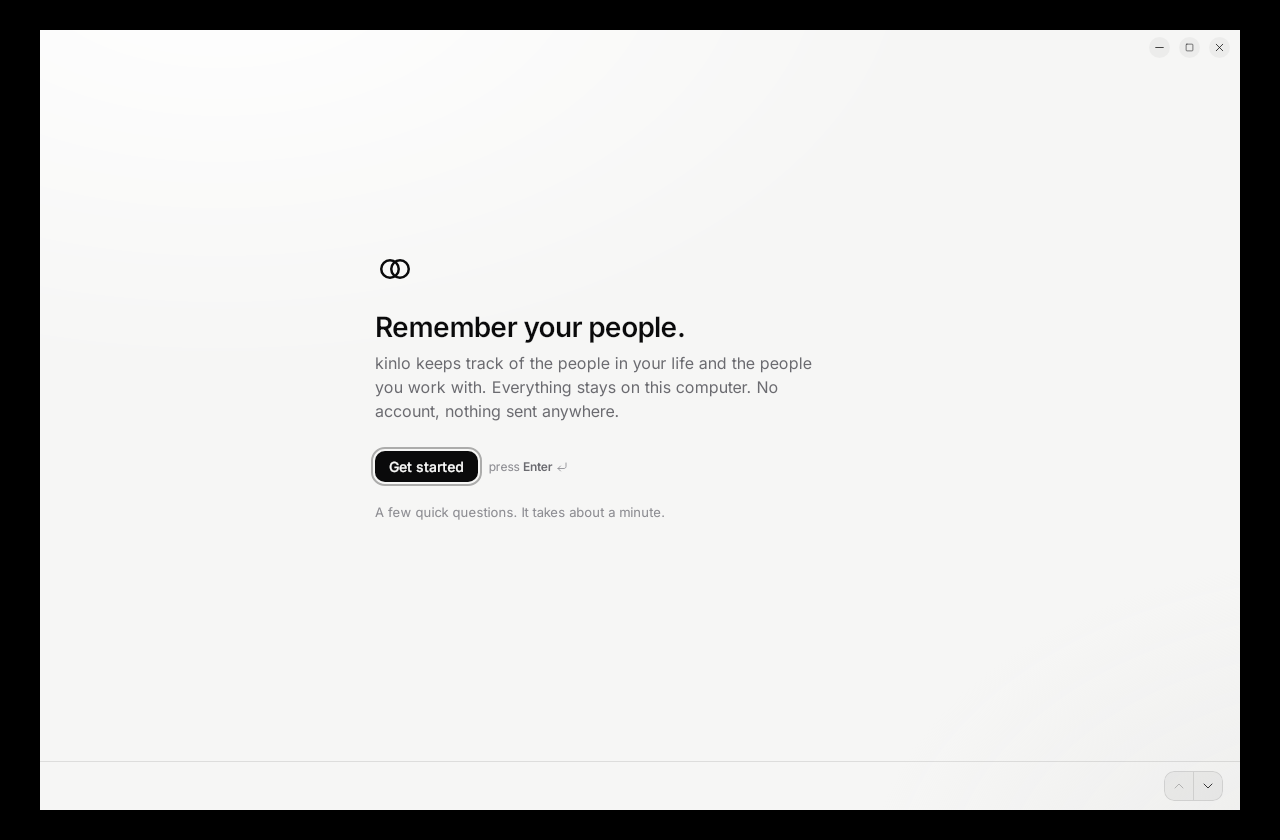 Remember your people.
kinlo keeps track of the people in your life and the people
you work with. Everything stays on this computer. No
account, nothing sent anywhere.
Get started press Enter ↵
A few quick questions. It takes about a minute.